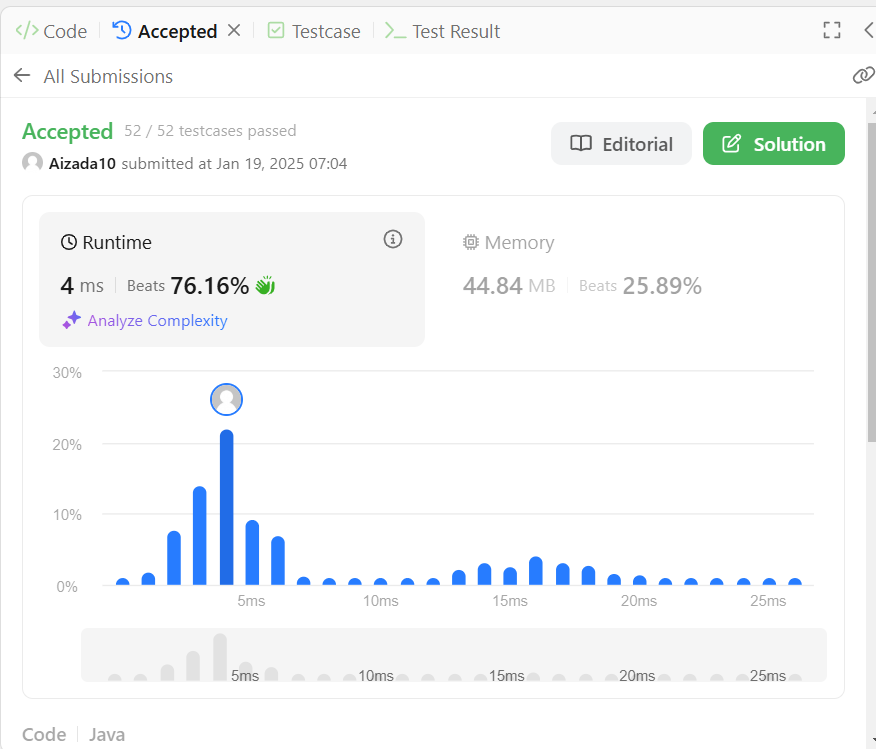 </> Code Accepted Testcase Test Result
All Submissions
Accepted 52 / 52 testcases passed
Editorial Solution
Aizada10 submitted at Jan 19, 2025 07:04
Runtime Memory
4 ms Beats 76.16% 44.84 MB Beats 25.89%
Analyze Complexity
30%
20%
10%
0%
5ms 10ms 15ms 20ms 25ms
5ms 10ms 15ms 20ms 25ms
Code Java